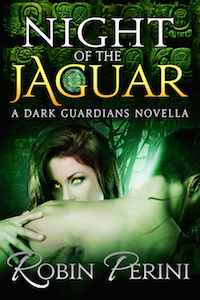 NIGHT
OF THE
JAGUAR
A DARK GUARDIANS NOVELLA
ROBIN PERINI